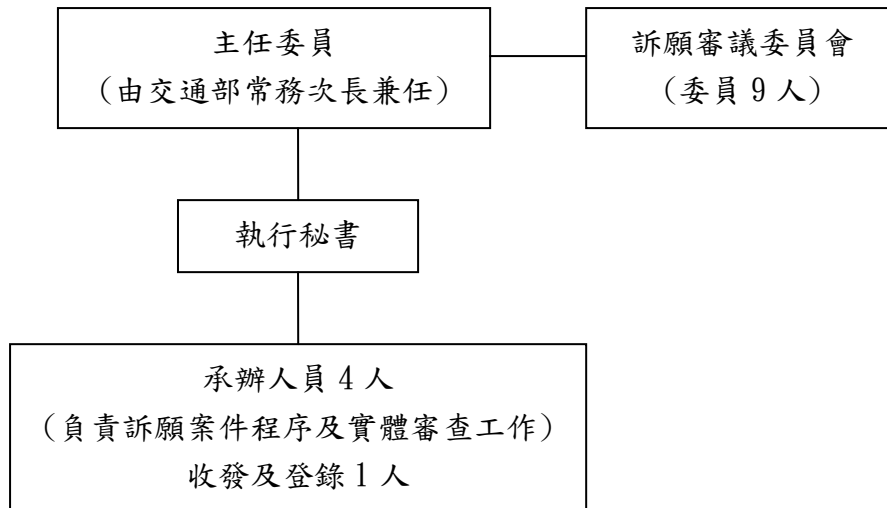 主任委員
（由交通部常務次長兼任）
訴願審議委員會
（委員 9 人）
執行秘書
承辦人員 4 人
（負責訴願案件程序及實體審查工作）
收發及登錄 1 人